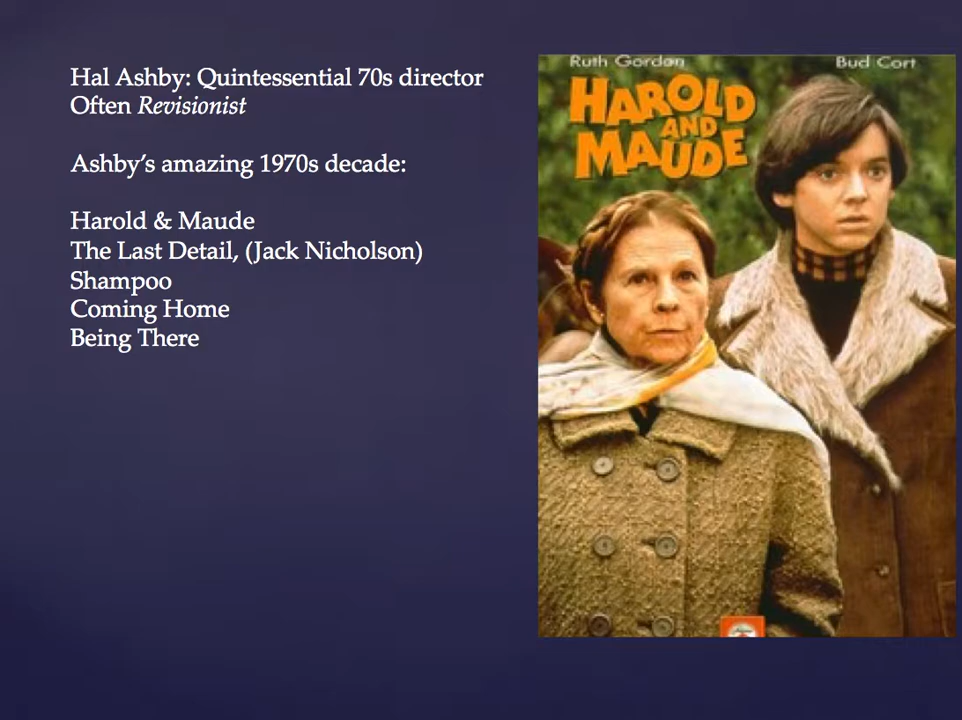 Hal Ashby: Quintessential 70s director
Often Revisionist
Ashby’s amazing 1970s decade:
Harold & Maude
The Last Detail, (Jack Nicholson)
Shampoo
Coming Home
Being There
Ruth Gordon
Bud Cort
HAROLD
AND
MAUDE